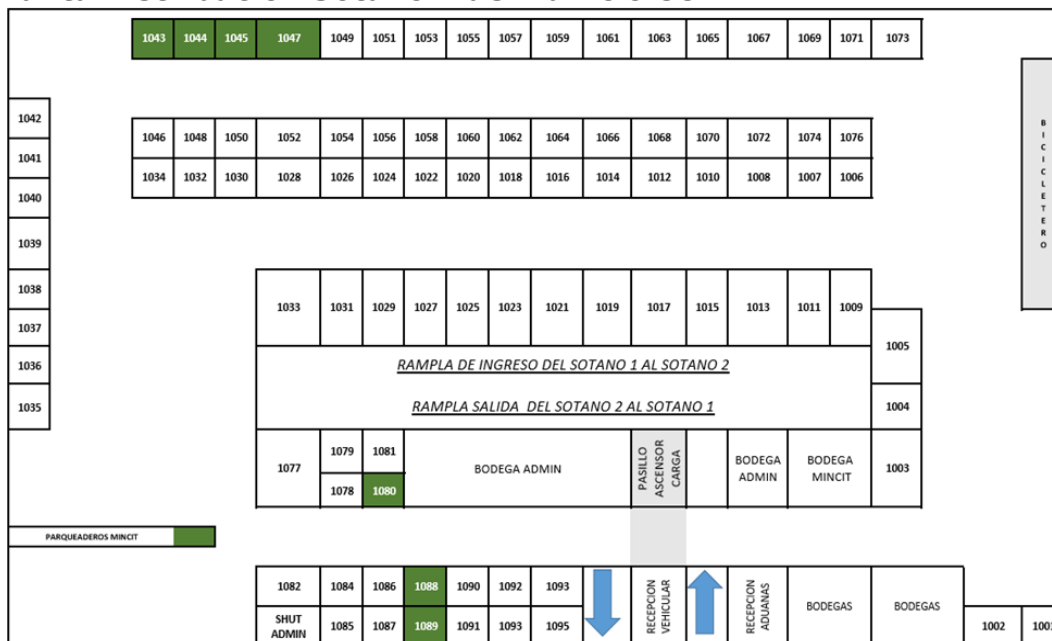 1043 1044 1045 1047 1049 1051 1053 1055 1057 1059 1061 1063 1065 1067 1069 1071 1073
1042
1041
1040
1039
1038
1037
1036
1035
1046 1048 1050 1052 1054 1056 1058 1060 1062 1064 1066 1068 1070 1072 1074 1076
1034 1032 1030 1028 1026 1024 1022 1020 1018 1016 1014 1012 1010 1008 1007 1006
BICICLETERO
1033 1031 1029 1027 1025 1023 1021 1019 1017 1015 1013 1011 1009
1005
RAMPLA DE INGRESO DEL SOTANO 1 AL SOTANO 2
RAMPLA SALIDA DEL SOTANO 2 AL SOTANO 1
1004
1077
1079 1081
1078 1080
BODEGA ADMIN
PASILLO
ASCENSOR
CARGA
BODEGA
ADMIN
BODEGA
MINCIT
1003
PARQUEADEROS MINCIT
1082 1084 1086 1088 1090 1092 1093
SHUT
ADMIN
1085 1087 1089 1091 1093 1095
RECEPCION
VEHICULAR
RECEPCION
ADUANAS
BODEGAS
BODEGAS
1002